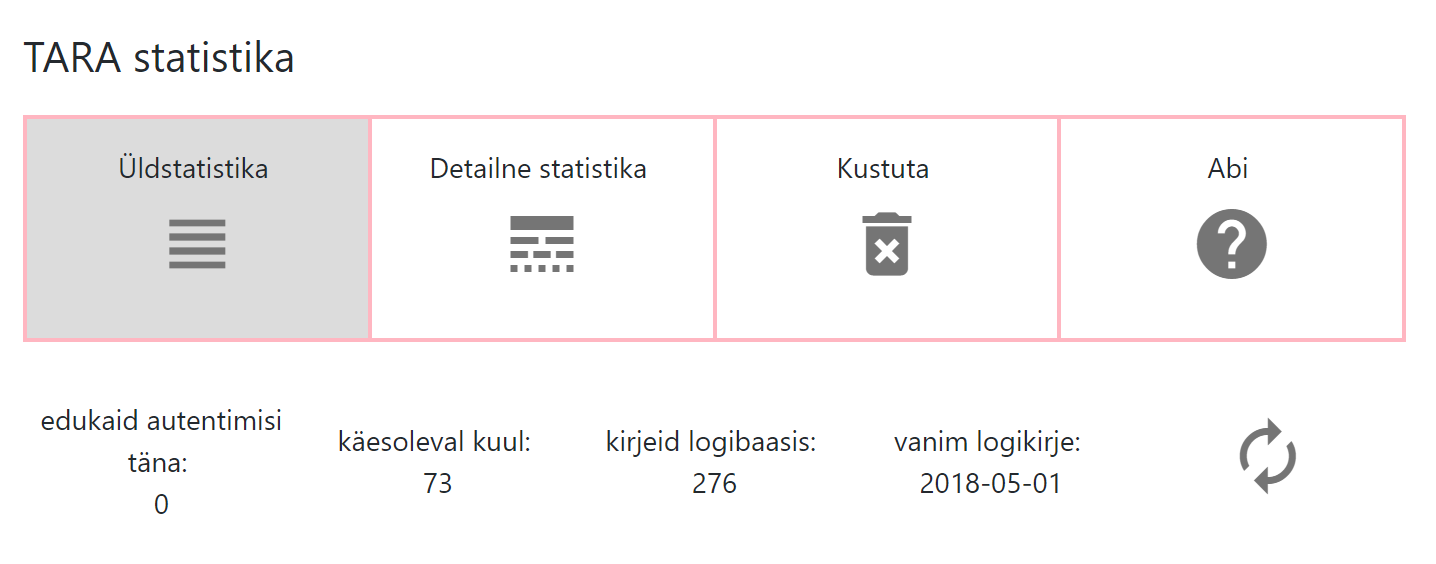 TARA statistika
Üldstatistika
Detailne statistika
Kustuta
Abi
edukaid autentimisi
täna:
0
käesoleval kuul:
73
kirjeid logibaasis:
276
vanim logikirje:
2018-05-01